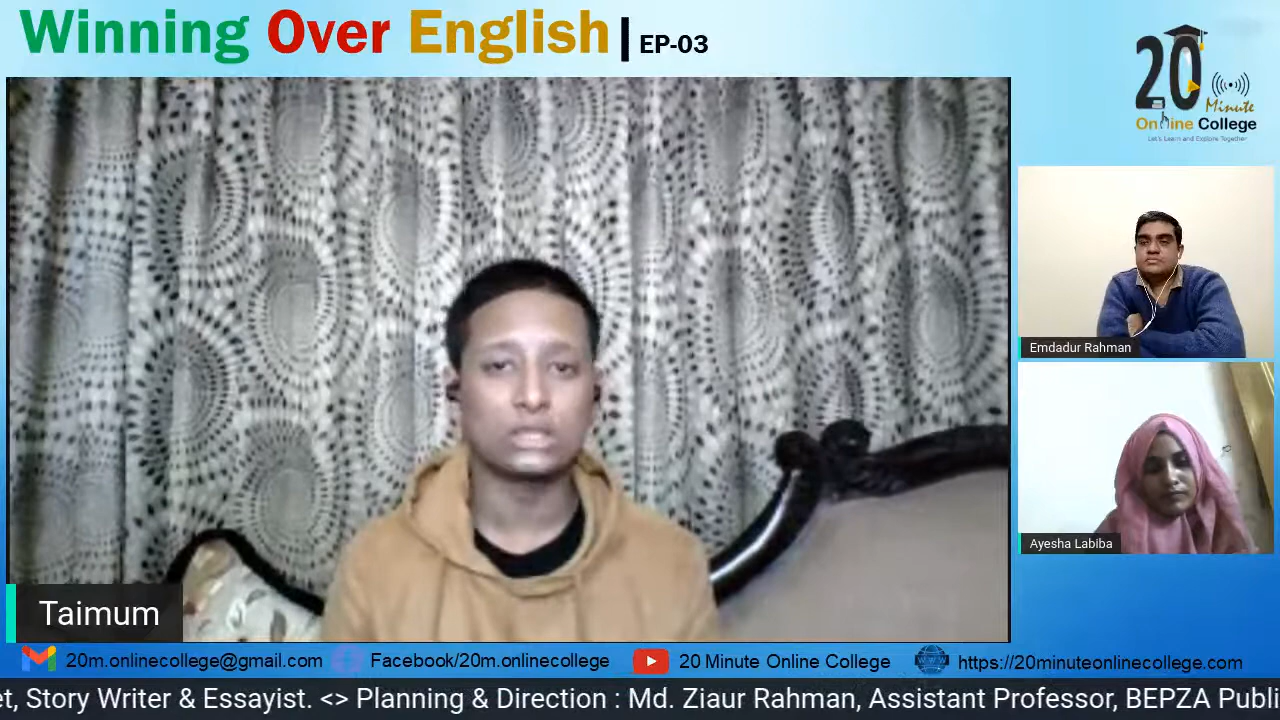 Winning Over English | EP-03
20
Minute
Online College
Let's Learn and Explore Together
Emdadur Rahman
Ayesha Labiba
Taimum
20m.onlinecollege@gmail.com
Facebook/20m.onlinecollege
20 Minute Online College
https://20minuteonlinecollege.com
et, Story Writer & Essayist. <> Planning & Direction : Md. Ziaur Rahman, Assistant Professor, BEPZA Publi